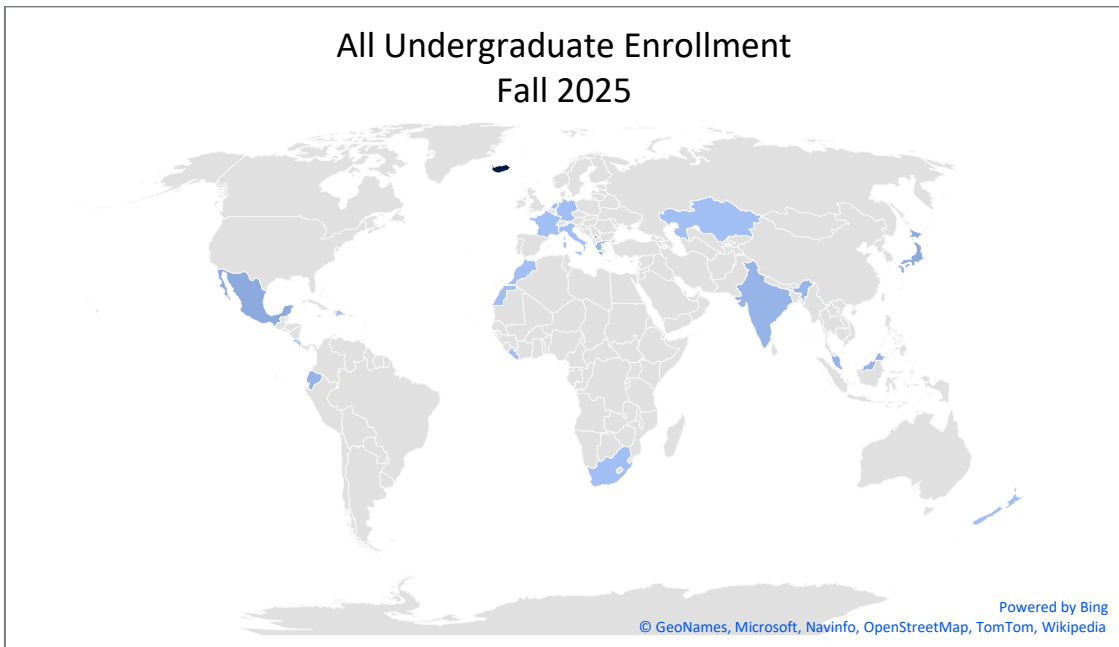 All Undergraduate Enrollment
Fall 2025
Powered by Bing
© GeoNames, Microsoft, Navinfo, OpenStreetMap, TomTom, Wikipedia